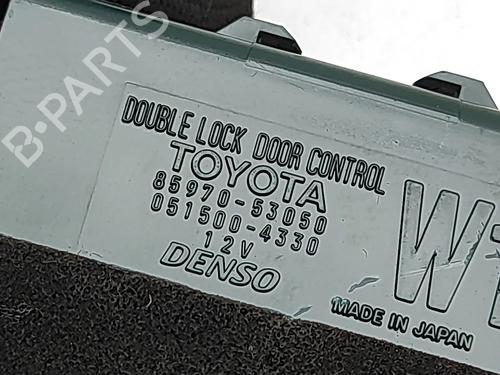 B-PARTS
DOUBLE LOCK DOOR CONTROL
TOYOTA
85970-53050
051500-4330
12V
DENSO
MADE IN JAPAN